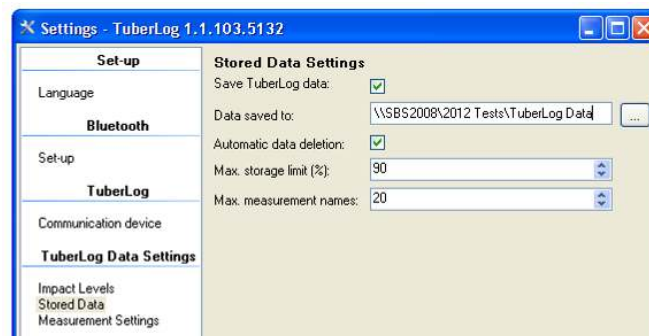 Settings - TuberLog 1.1.103.5132
Set-up
Language
Bluetooth
Set-up
TuberLog
Communication device
TuberLog Data Settings
Impact Levels
Stored Data
Measurement Settings
Stored Data Settings
Save TuberLog data:
Data saved to: \\SBS2008\2012 Tests\TuberLog Data ...
Automatic data deletion:
Max. storage limit (%): 90
Max. measurement names: 20